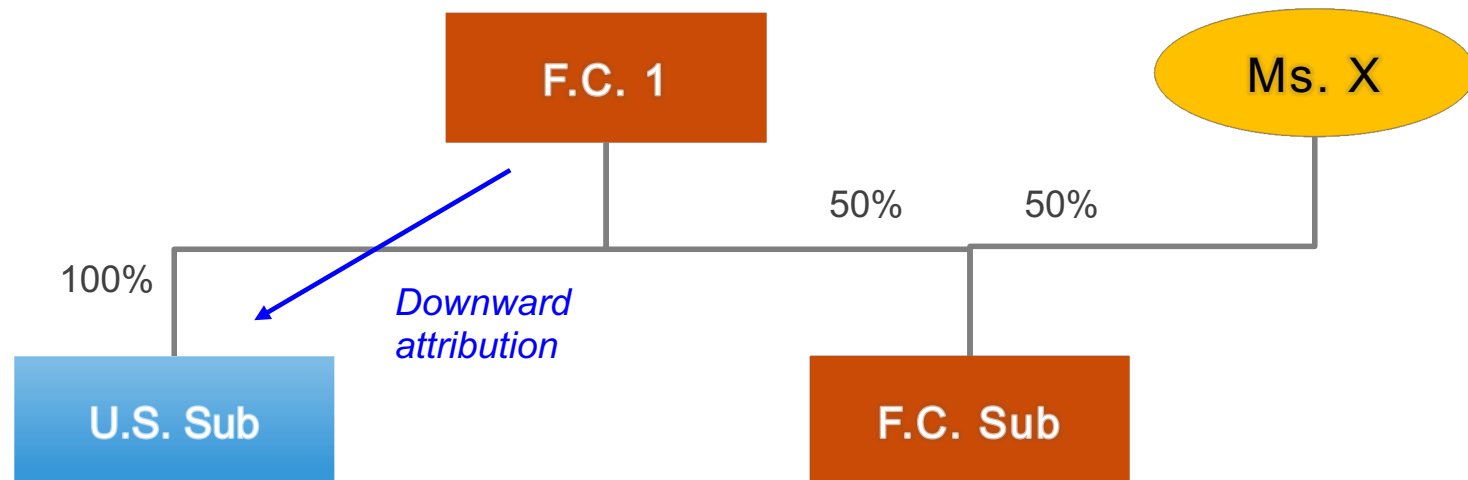 F.C. 1
Ms. X
50%
50%
100%
Downward
attribution
U.S. Sub
F.C. Sub